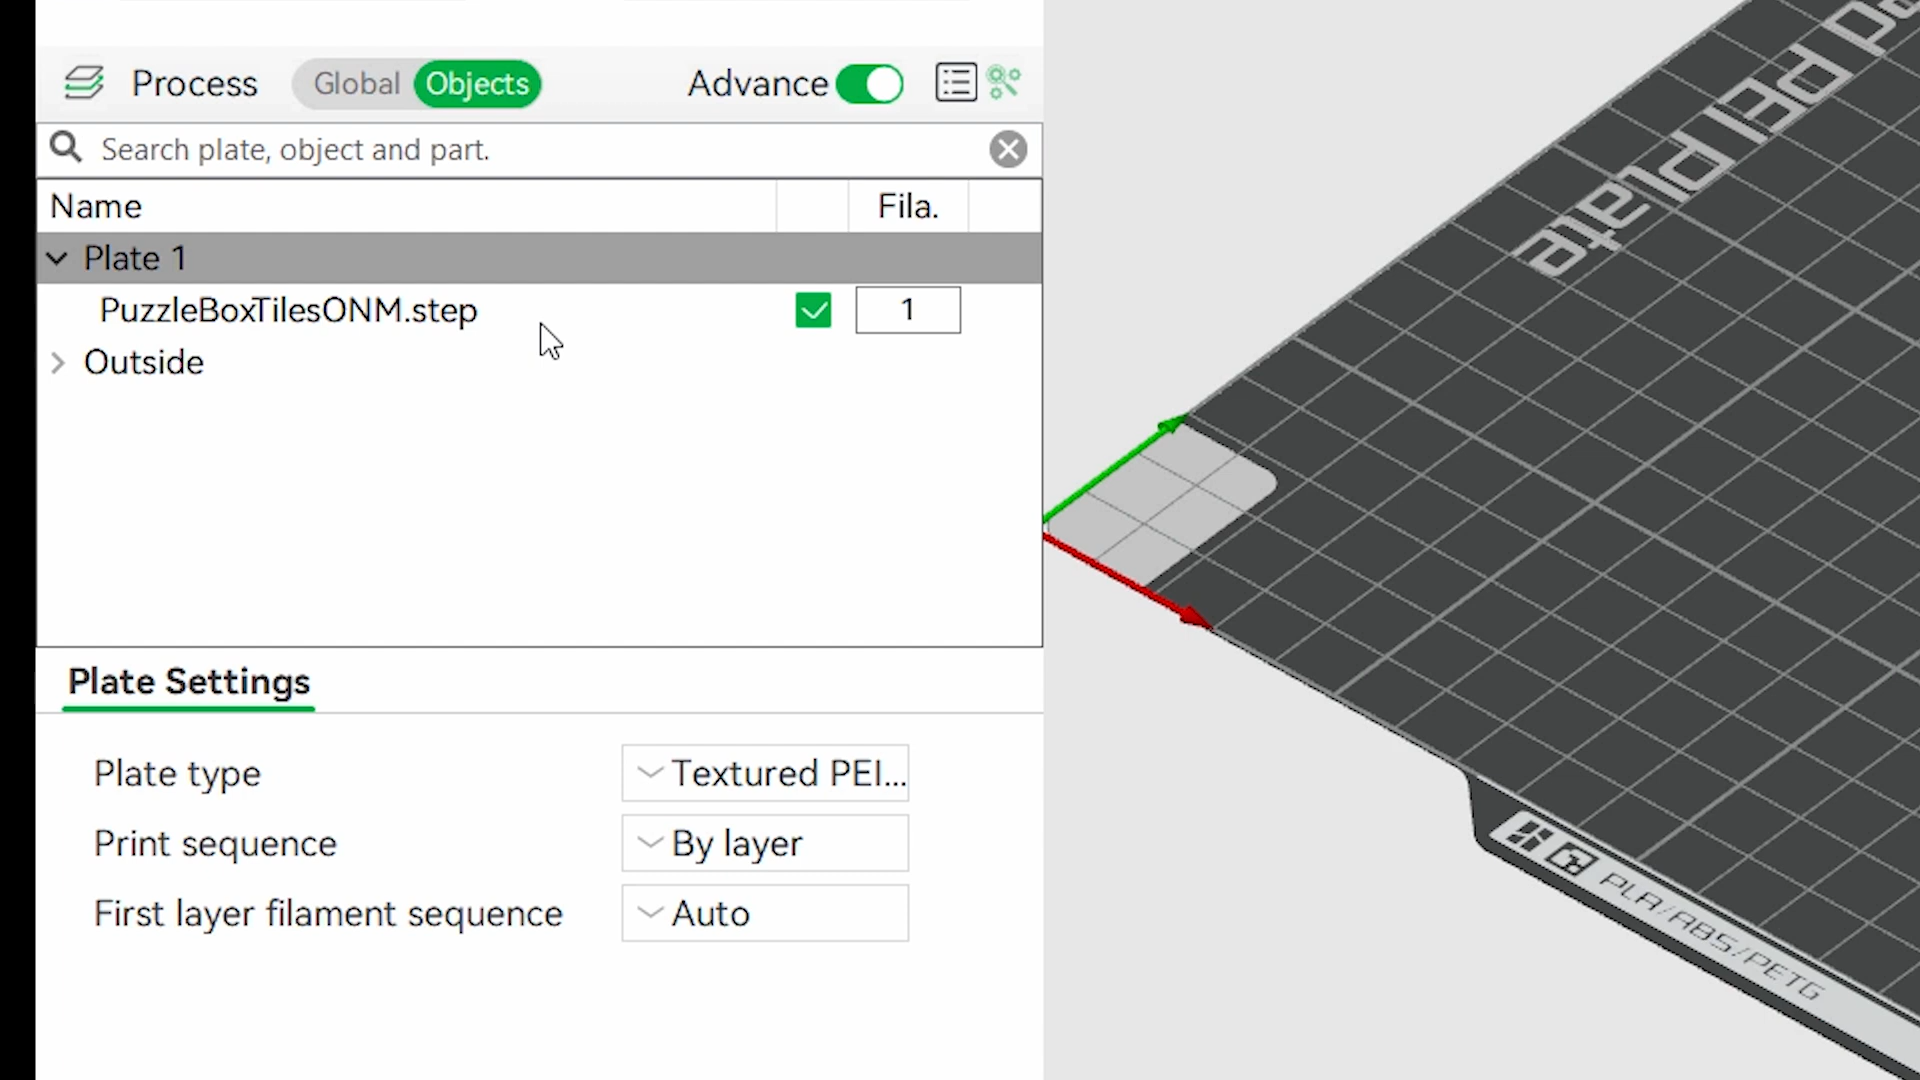 Process
Global
Objects
Advance
Search plate, object and part.
Name
Fila.
Plate 1
PuzzleBoxTilesONM.step
1
Outside
Plate Settings
Plate type
Textured PEI...
Print sequence
By layer
First layer filament sequence
Auto
PEI Plate
PLA/ABS/PETG